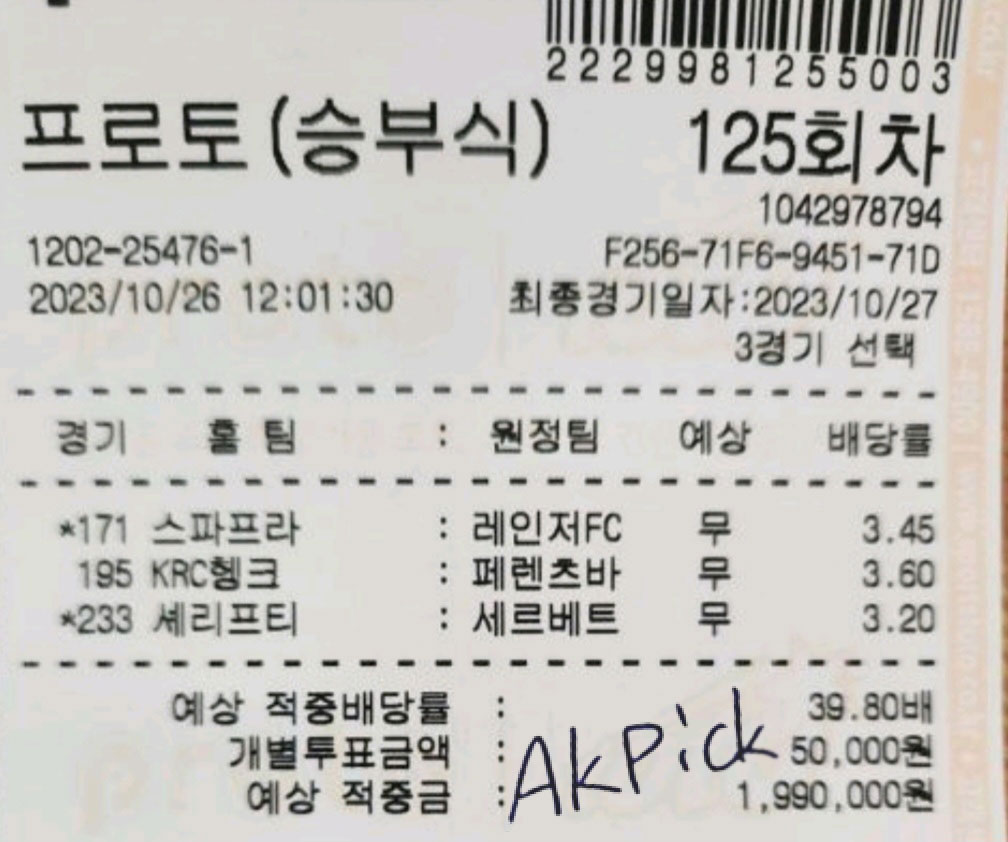 2229981255003
프로토(승부식) 125회차
1042978794
1202-25476-1 F256-71F6-9451-71D
2023/10/26 12:01:30 최종경기일자:2023/10/27
3경기 선택
경기 홈 팀 : 원정팀 예상 배당률
*171 스파프라 : 레인저FC 무 3.45
195 KRC헹크 : 페렌츠바 무 3.60
*233 셰리프티 : 세르베트 무 3.20
예상 적중배당률 : 39.80배
개별투표금액 : 50,000원
예상 적중금 : 1,990,000원
AkPick